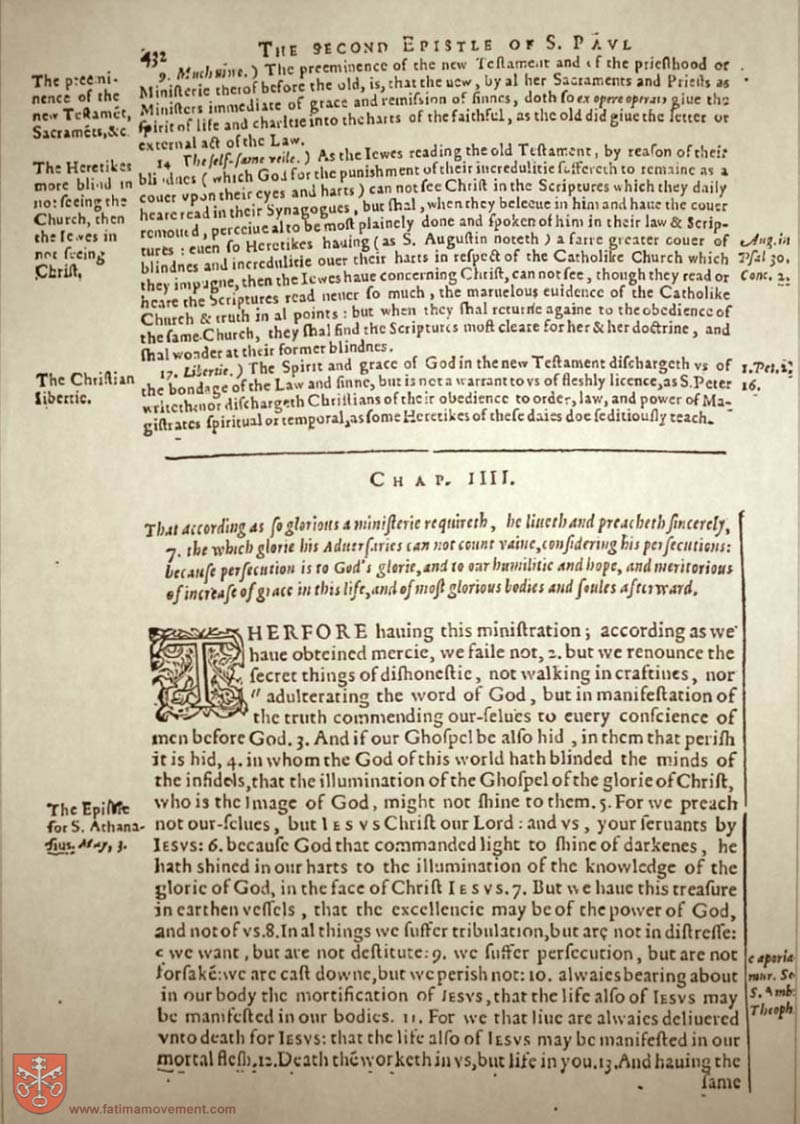 432
THE SECOND EPISTLE OF S. PAVL
The preemi-
nence of the
new Testamēt,
Sacramēts,&c.
9. Much more.) The preeminence of the new Testament and of the priesthood or
Ministerie therof before the old, is, that the new, by al her Sacraments and Priests as
Ministers immediate of grace and remission of sinnes, doth so ex opere operato giue the
spirit of life and charitie into the harts of the faithful, as the old did giue the letter or
external act of the Law.
The Heretikes
more blind in
not seeing the
Church, then
the Iewes in
not seeing
Christ.
14 The self-same veile.) As the Iewes reading the old Testament, by reason of their
blindnes (which God for the punishment of their incredulitie suffereth to remaine as a
couer vpon their eyes and harts) can not see Christ in the Scriptures which they daily
heare read in their Synagogues, but shal, when they beleeue in him and haue the couer
remoued, perceiue al to be most plainely done and spoken of him in their law & Scrip-
tures: euen so Heretikes hauing (as S. Augustin noteth) a farre greater couer of
blindnes and incredulitie ouer their harts in respect of the Catholike Church which
they impugne, then the Iewes haue concerning Christ, can not see, though they read or
heare the Scriptures read neuer so much, the maruelous euidence of the Catholike
Church & truth in al points: but when they shal returne againe to the obedience of
the same Church, they shal find the Scriptures most cleare for her & her doctrine, and
shal wonder at their former blindnes.
Aug. in
Psal 30.
Conc. 2.
The Christian
libertie.
17. Libertie.) The Spirit and grace of God in the new Testament dischargeth vs of
the bondage of the Law and sinne, but is not a warrant to vs of fleshly licence, as S. Peter
writeth: nor dischargeth Christians of their obedience to order, law, and power of Ma-
gistrates spiritual or temporal, as some Heretikes of these daies doe seditiously teach.
1. Pet. 2;
16.
CHAP. IIII.
That according as so glorious a ministerie requireth, he liueth and preacheth sincerely,
7. the which glorie his Aduersaries can not count vaine, considering his persecutions:
because persecution is to God's glorie, and to our humilitie and hope, and meritorious
of increase of grace in this life, and of most glorious bodies and soules afterward.
THERFORE hauing this ministration; according as we
haue obteined mercie, we faile not, 2. but we renounce the
secret things of dishonestie, not walking in craftines, nor
" adulterating the word of God, but in manifestation of
the truth commending our-selues to euery conscience of
men before God. 3. And if our Ghospel be also hid, in them that perish
it is hid, 4. in whom the God of this world hath blinded the minds of
the infidels, that the illumination of the Ghospel of the glorie of Christ,
who is the Image of God, might not shine to them. 5. For we preach
The Epistle
for S. Athana-
sius. May, 3.
not our-selues, but IESVS Christ our Lord: and vs, your seruants by
IESVS: 6. because God that commanded light to shine of darkenes, he
hath shined in our harts to the illumination of the knowledge of the
glorie of God, in the face of Christ IESVS. 7. But we haue this treasure
in earthen vessels, that the excellencie may be of the power of God,
and not of vs. 8. In al things we suffer tribulation, but are not in distresse:
c we want, but are not destitute: 9. we suffer persecution, but are not
forsakē: we are cast downe, but we perish not: 10. alwaies bearing about
in our body the mortification of IESVS, that the life also of IESVS may
be manifested in our bodies. 11. For we that liue are alwaies deliuered
vnto death for IESVS: that the life also of IESVS may be manifested in our
mortal flesh. 12. Death thē worketh in vs, but life in you. 13. And hauing the
same
c aporia-
mur. So
S. Amb.
Theoph.
www.fatimamovement.com